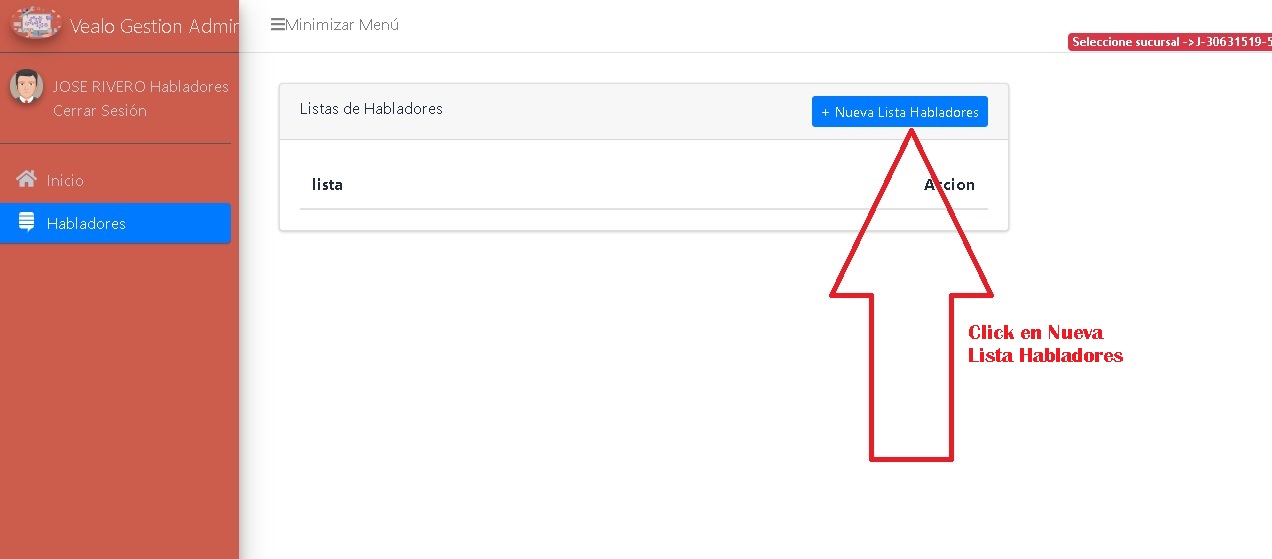 Vealo Gestion Admin
Minimizar Menú
Seleccione sucursal ->J-30631519-5
JOSE RIVERO Habladores
Cerrar Sesión
Listas de Habladores
+ Nueva Lista Habladores
Inicio
lista
Accion
Habladores
Click en Nueva
Lista Habladores